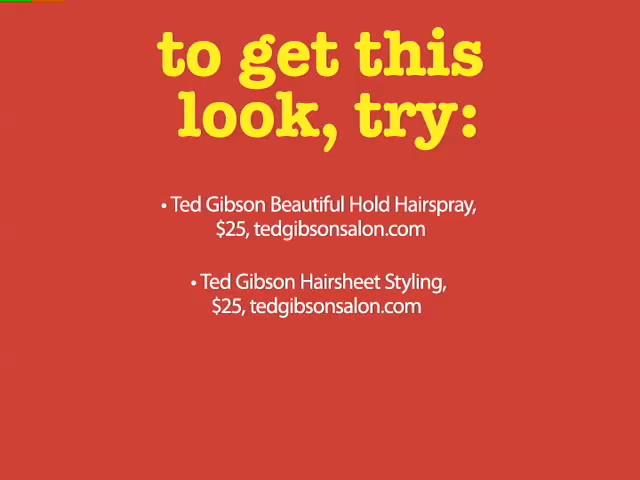 to get this
look, try:
• Ted Gibson Beautiful Hold Hairspray,
$25, tedgibsonsalon.com
• Ted Gibson Hairsheet Styling,
$25, tedgibsonsalon.com